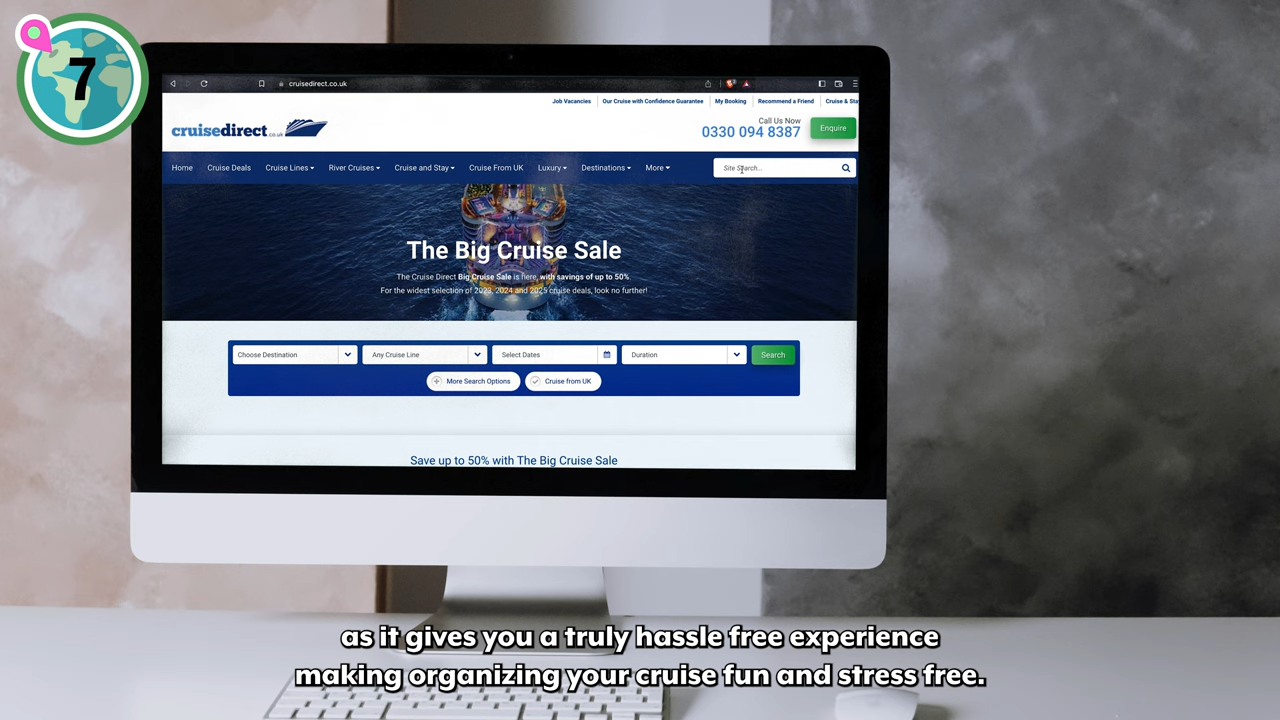 7
cruisedirect.co.uk
Job Vacancies Our Cruise with Confidence Guarantee My Booking Recommend a Friend Cruise & Sta
cruisedirect.co.uk
Call Us Now
0330 094 8387
Enquire
Home Cruise Deals Cruise Lines River Cruises Cruise and Stay Cruise From UK Luxury Destinations More Site Search...
The Big Cruise Sale
The Cruise Direct Big Cruise Sale is here, with savings of up to 50%
For the widest selection of 2023, 2024 and 2025 cruise deals, look no further!
Choose Destination Any Cruise Line Select Dates Duration Search
More Search Options Cruise from UK
Save up to 50% with The Big Cruise Sale
as it gives you a truly hassle free experience
making organizing your cruise fun and stress free.